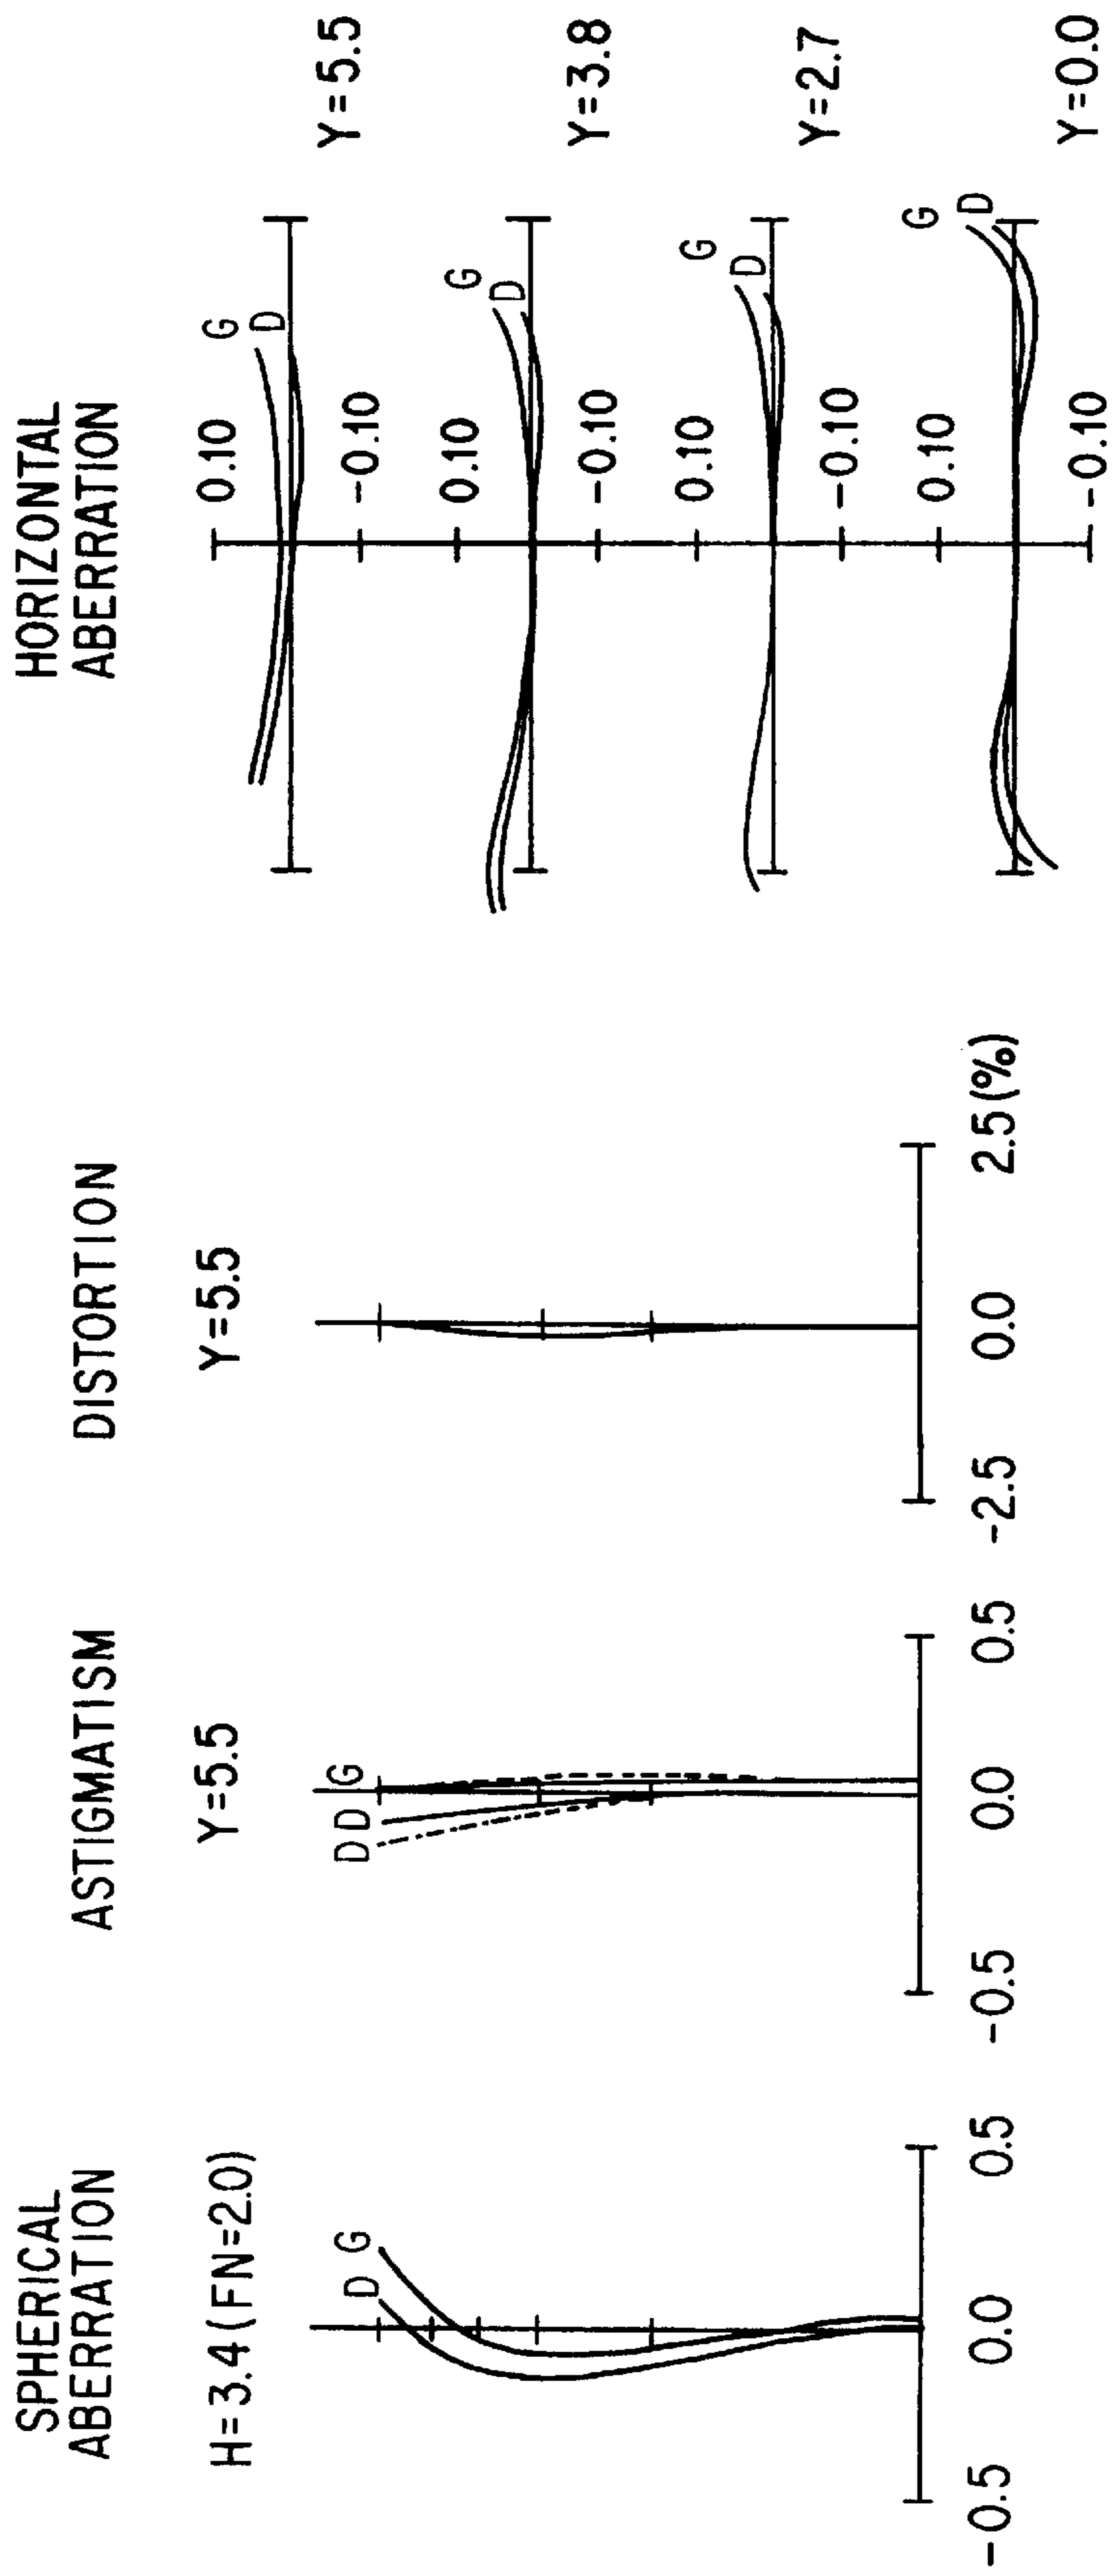 SPHERICAL
ABERRATION
H=3.4 (FN=2.0)
D G
-0.5 0.0 0.5
ASTIGMATISM
Y=5.5
D D G
-0.5 0.0 0.5
DISTORTION
Y=5.5
-2.5 0.0 2.5(%)
HORIZONTAL
ABERRATION
0.10
G
D
Y=5.5
-0.10
0.10
G
D
Y=3.8
-0.10
0.10
G
D
Y=2.7
-0.10
0.10
G
D
Y=0.0
-0.10